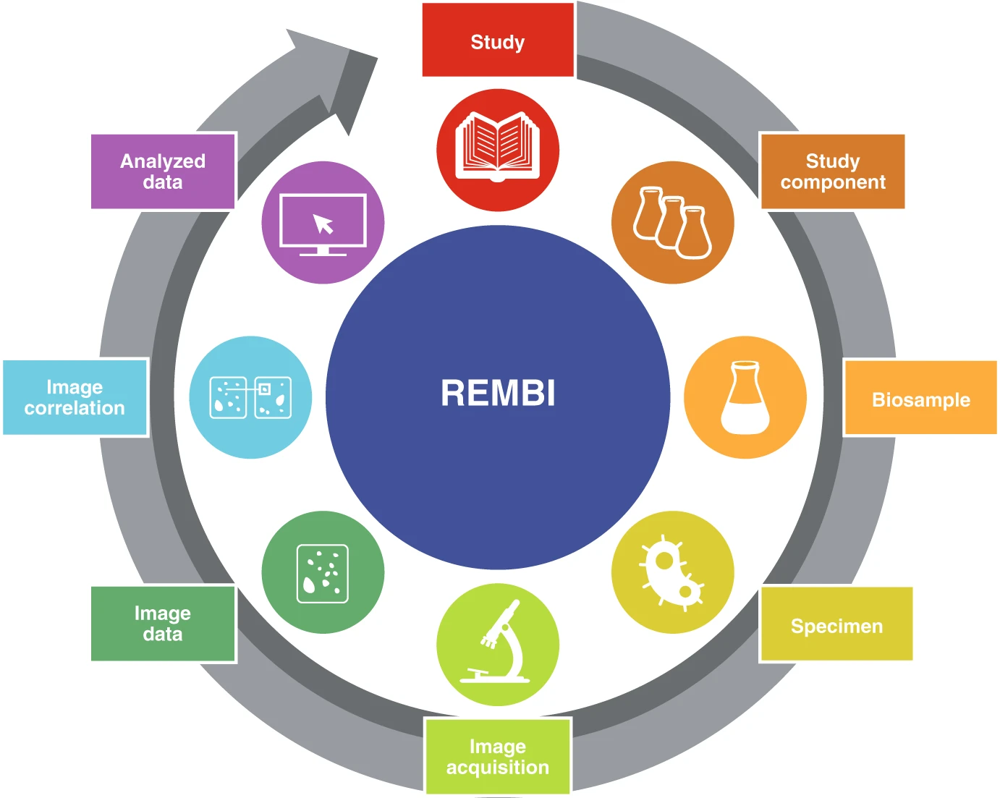 Study
Study
component
Biosample
Specimen
Image
acquisition
Image
data
Image
correlation
Analyzed
data
REMBI